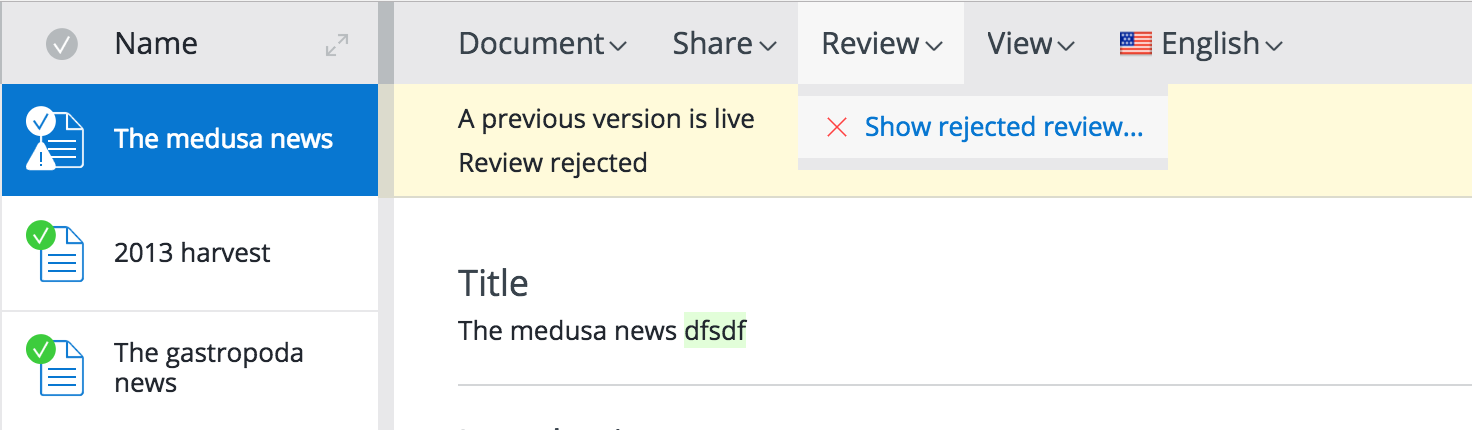 Name
Document Share Review View English
The medusa news
2013 harvest
The gastropoda
news
A previous version is live
Review rejected
Show rejected review...
Title
The medusa news dfsdf